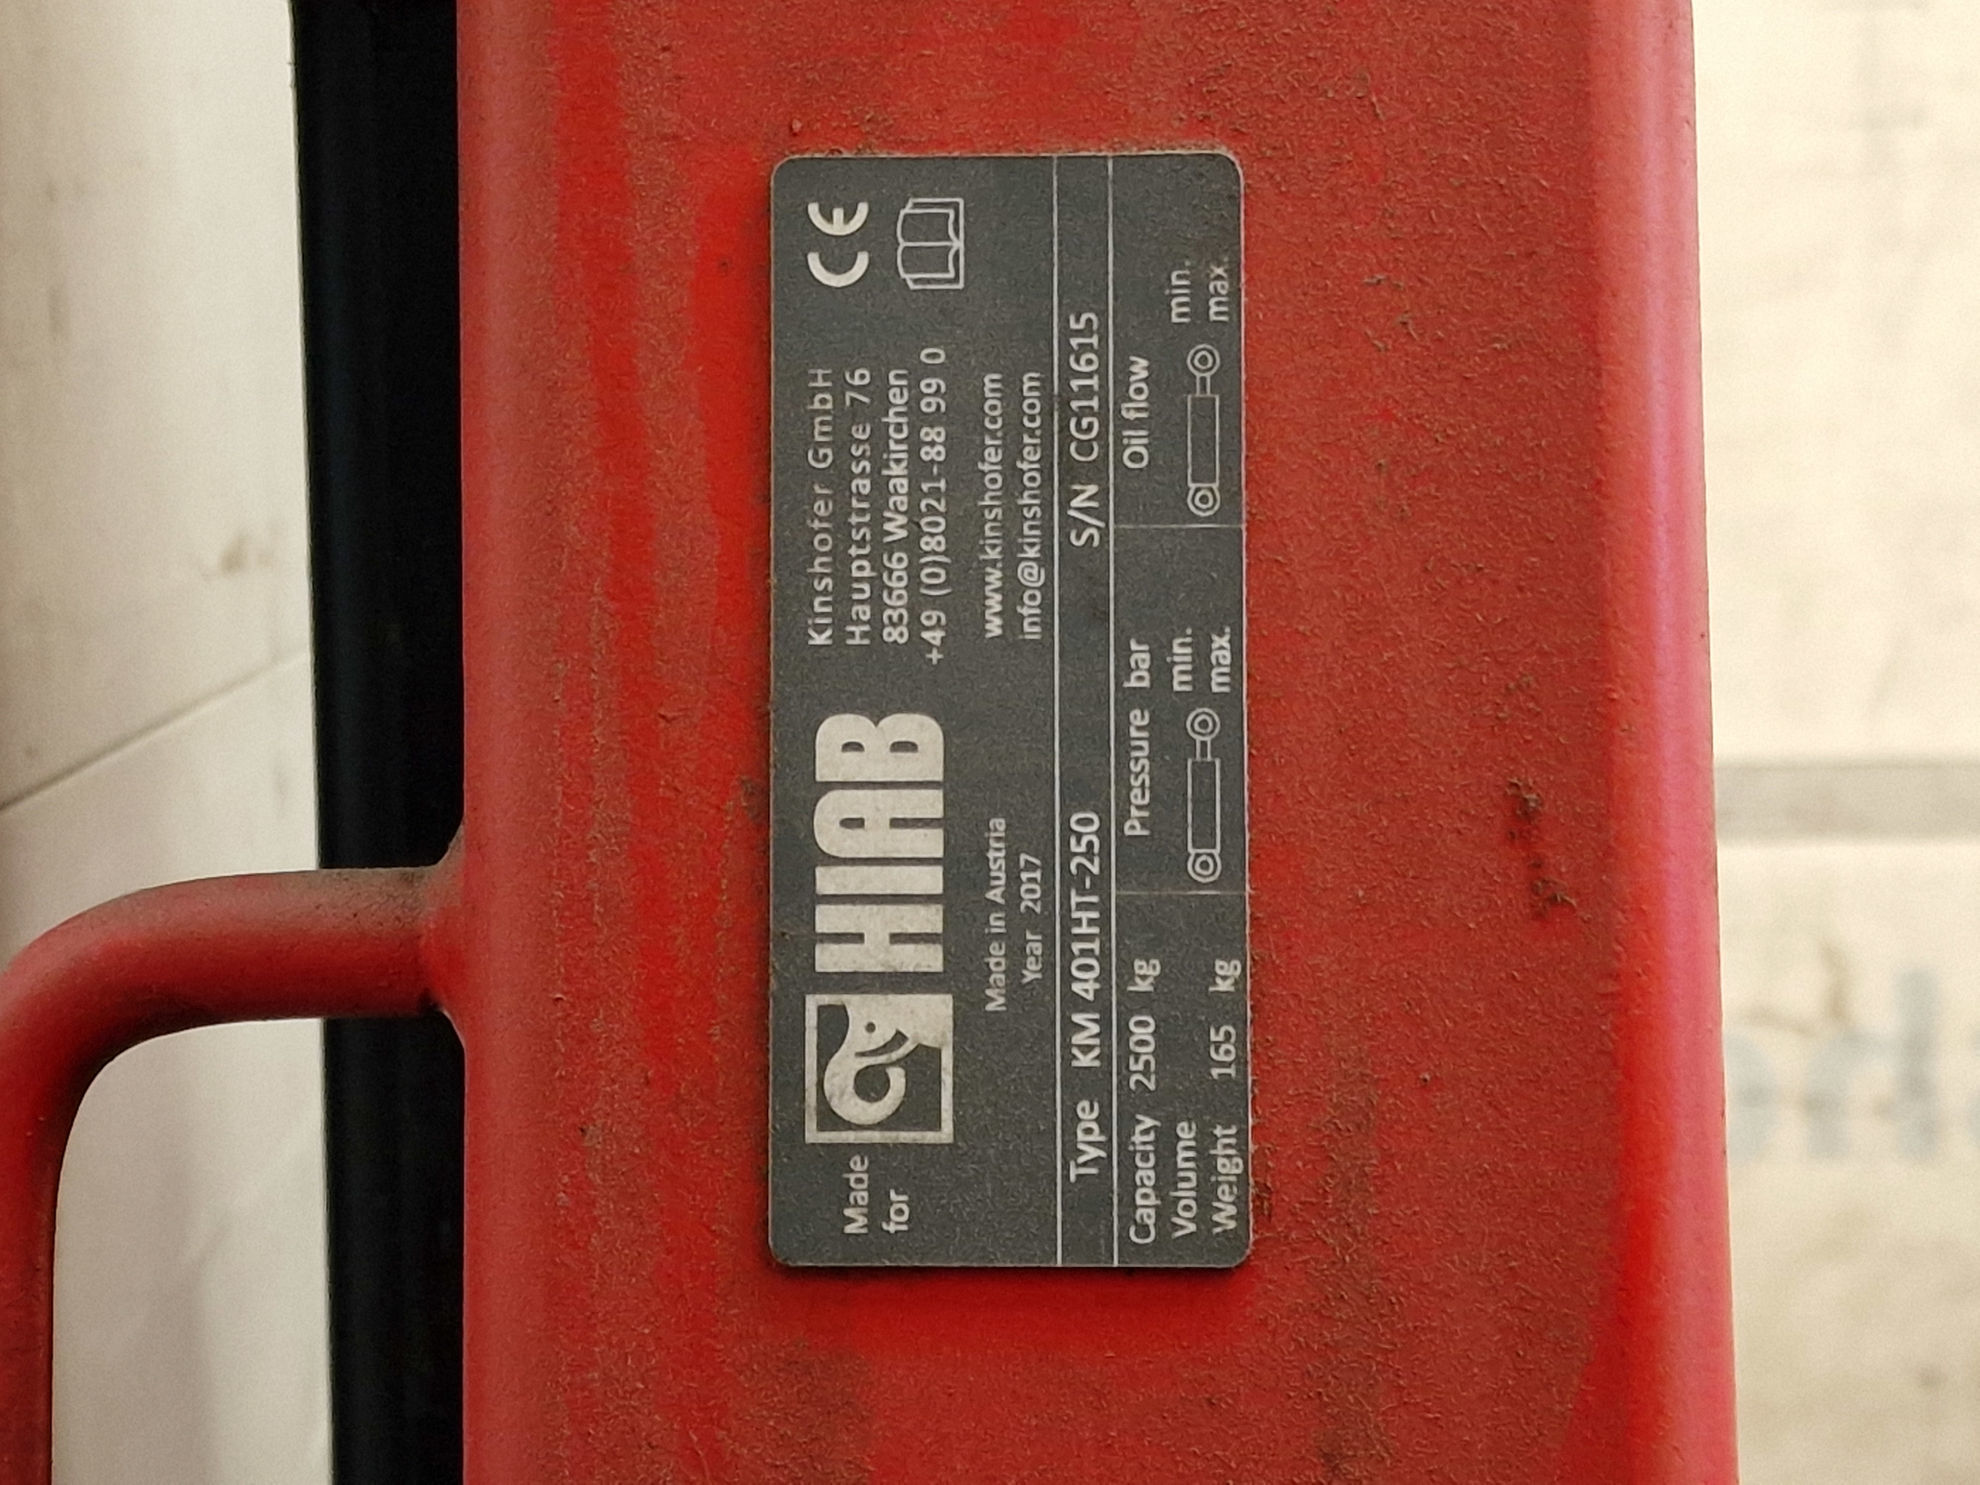 Made for
HIAB
Made in Austria
Year 2017
Kinshofer GmbH
Hauptstrasse 76
83666 Waakirchen
+49 (0)8021-88 99 0
www.kinshofer.com
info@kinshofer.com
CE
Type KM 401HT-250 S/N CG11615
Capacity 2500 kg
Volume
Weight 165 kg
Pressure bar
min.
max.
Oil flow
min.
max.